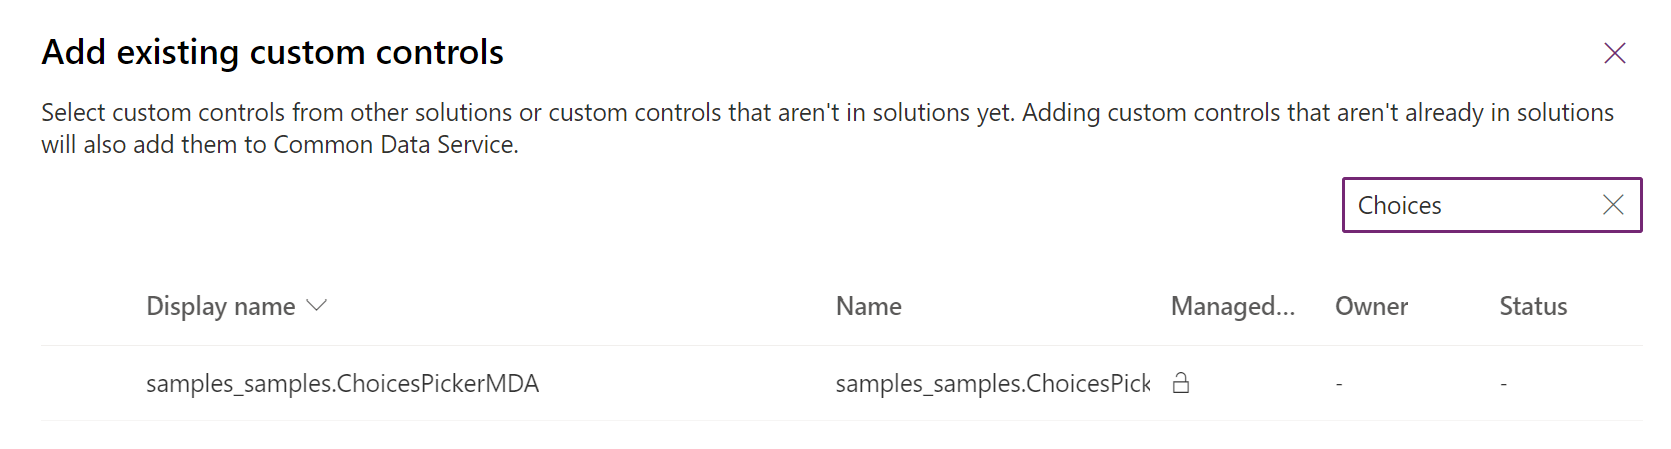 Add existing custom controls
Select custom controls from other solutions or custom controls that aren't in solutions yet. Adding custom controls that aren't already in solutions
will also add them to Common Data Service.
Choices
Display name Name Managed... Owner Status
samples_samples.ChoicesPickerMDA samples_samples.ChoicesPick - -